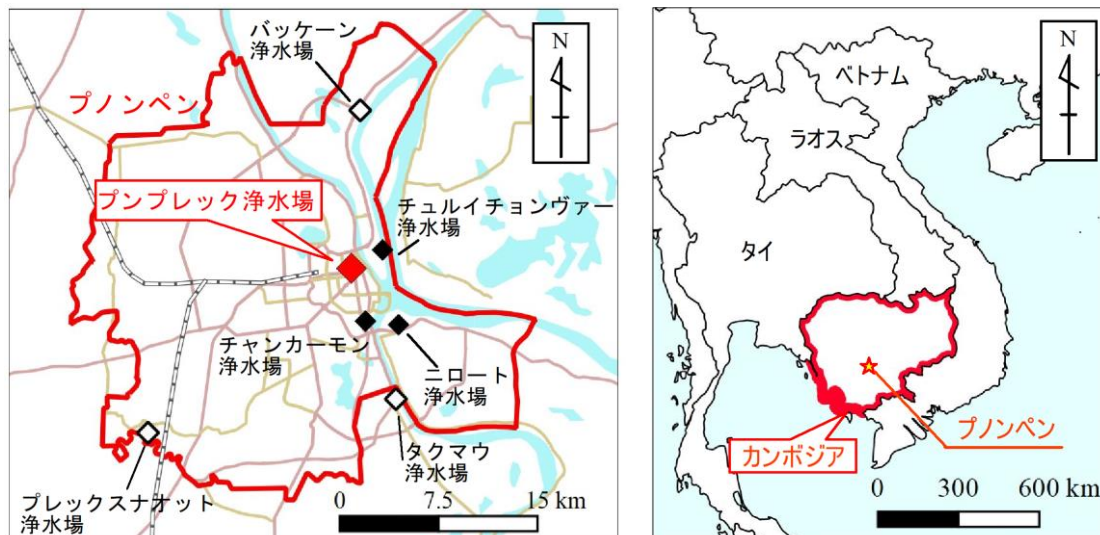 バッケーン
浄水場
N
プノンペン
プンプレック浄水場
チュルイチョンヴァー
浄水場
チャンカーモン
浄水場
ニロート
浄水場
タクマウ
浄水場
プレックスナオット
浄水場
0 7.5 15 km
N
ベトナム
ラオス
タイ
プノンペン
カンボジア
0 300 600 km